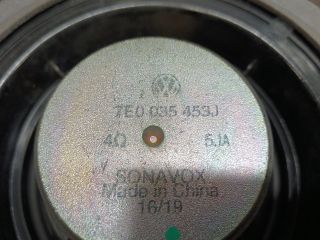 7E0 035 453J
4Ω 5JA
SONAVOX
Made in China
16/19